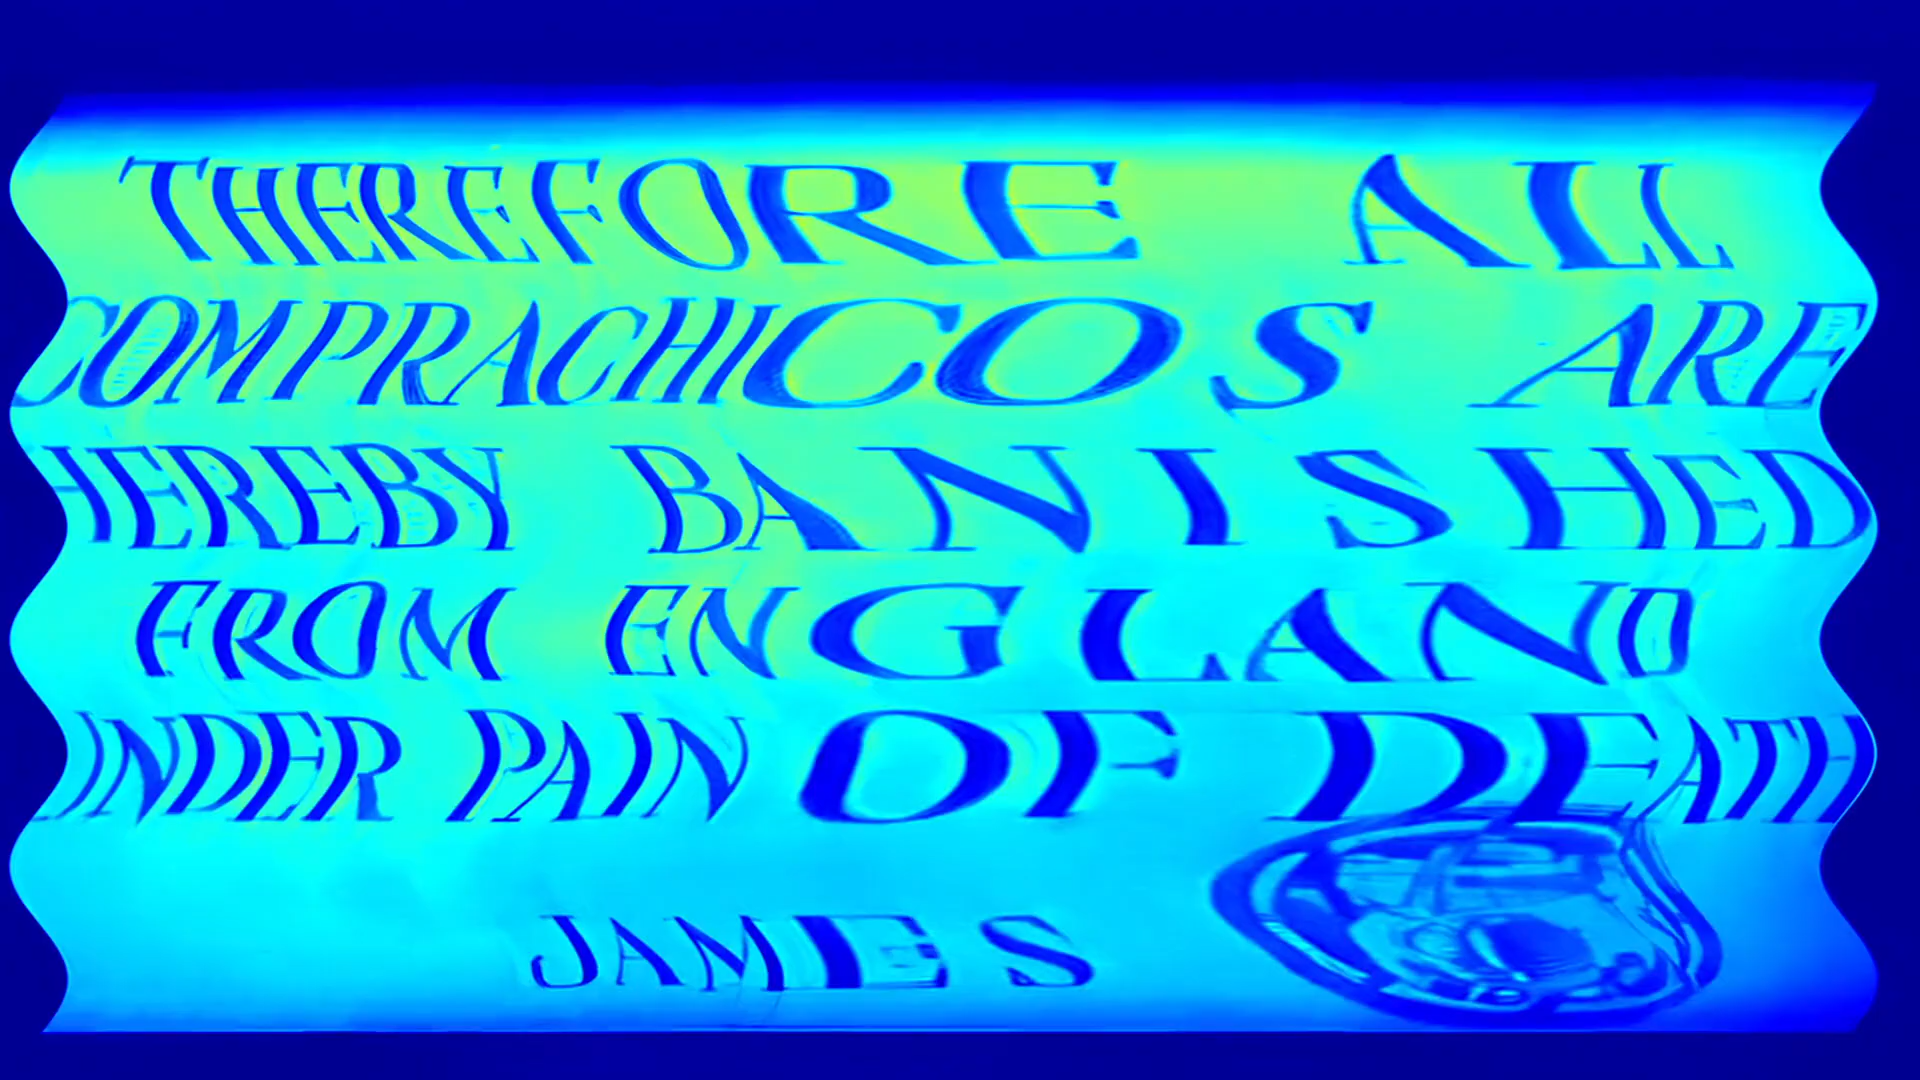 THEREFORE ALL
COMPRACHICOS ARE
HEREBY BANISHED
FROM ENGLAND
UNDER PAIN OF DEATH
JAMES